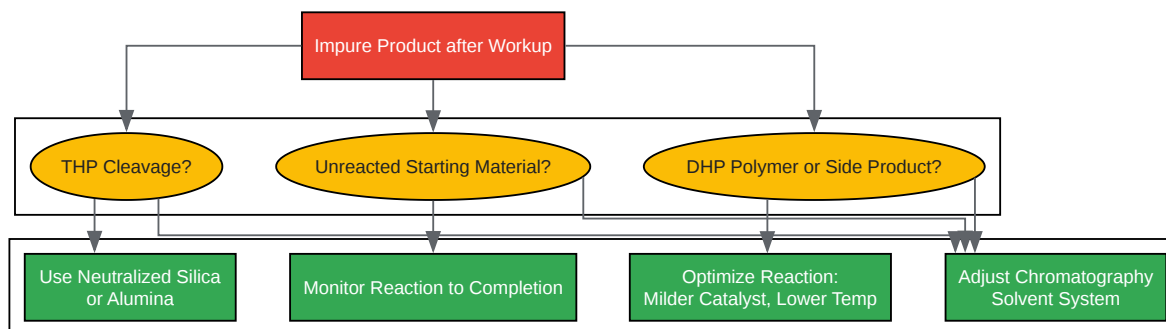 Impure Product after Workup
THP Cleavage?
Unreacted Starting Material?
DHP Polymer or Side Product?
Use Neutralized Silica
or Alumina
Monitor Reaction to Completion
Optimize Reaction:
Milder Catalyst, Lower Temp
Adjust Chromatography
Solvent System